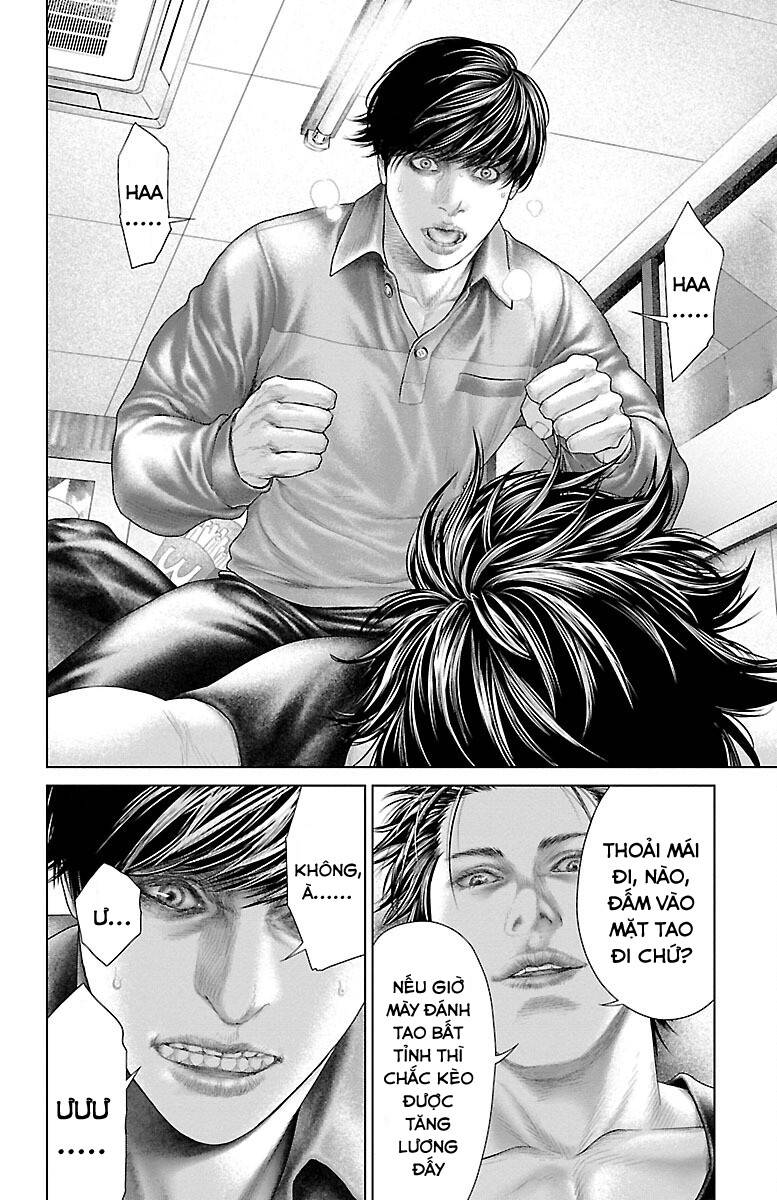 HAA
.....
HAA
.....
THOẢI MÁI
ĐI, NÀO,
ĐẤM VÀO
MẶT TAO
ĐI CHỨ?
NẾU GIỜ
MÀY ĐÁNH
TAO BẤT
TỈNH THÌ
CHẮC KÈO
ĐƯỢC
TĂNG
LƯƠNG
ĐẤY
KHÔNG,
À......
Ư...
ƯƯƯ
.....